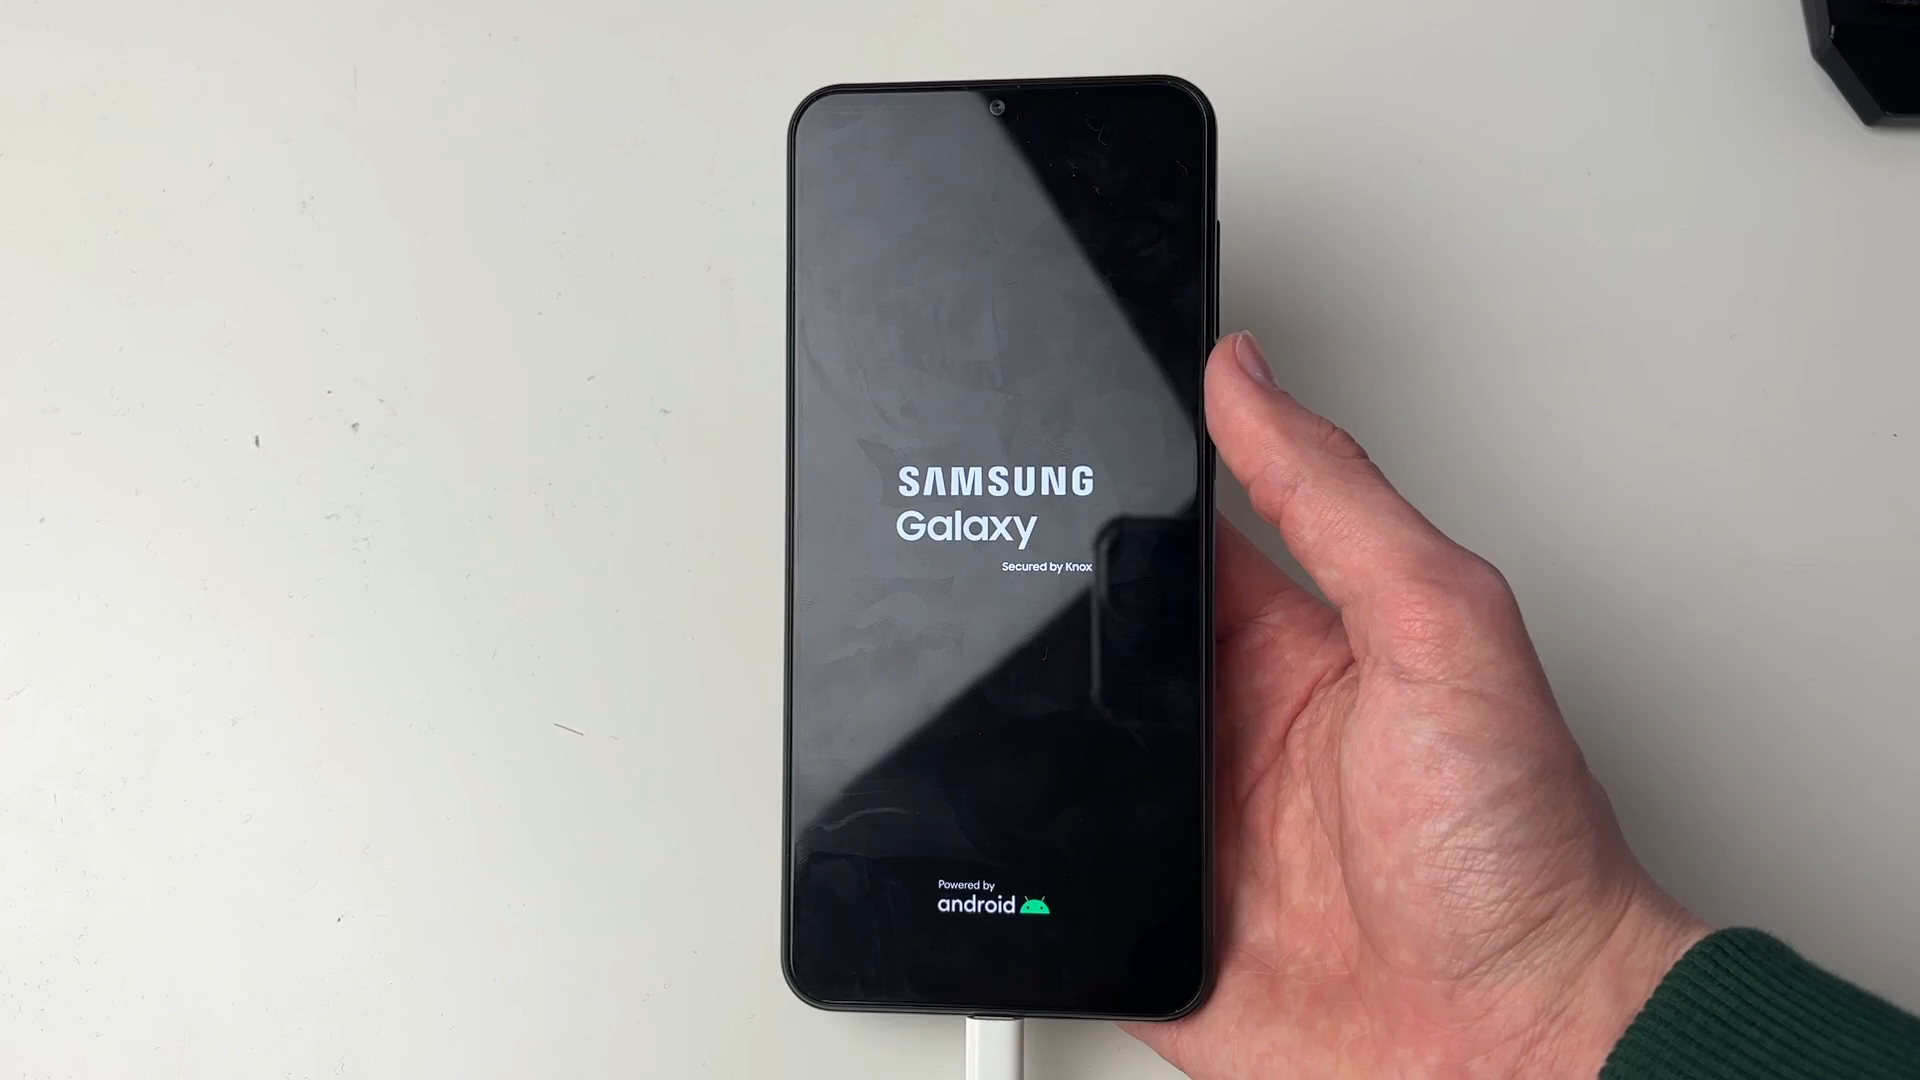 SAMSUNG
Galaxy
Secured by Knox
Powered by
android